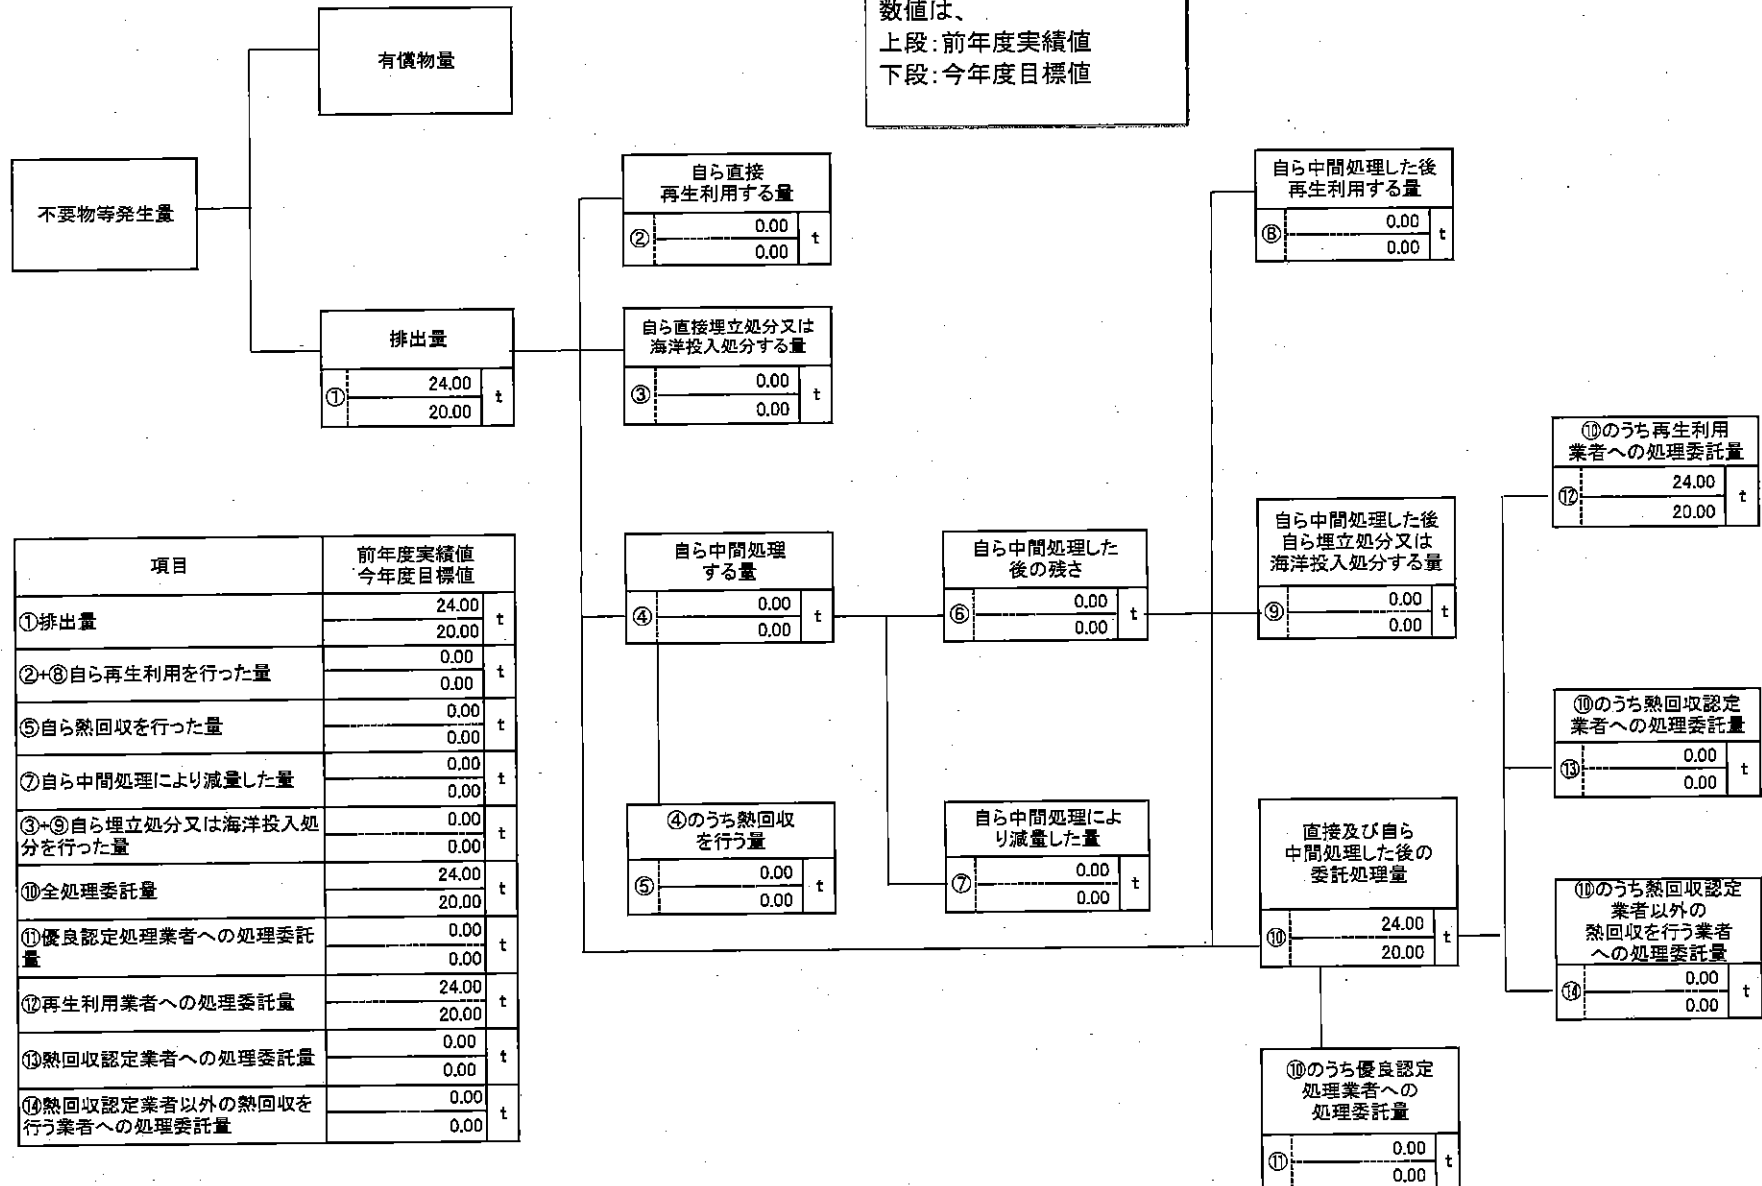 数値は、
上段:前年度実績値
下段:今年度目標値
有償物量
不要物等発生量
排出量
① 24.00 t
20.00
自ら直接
再生利用する量
② 0.00 t
0.00
自ら直接埋立処分又は
海洋投入処分する量
③ 0.00 t
0.00
自ら中間処理
する量
④ 0.00 t
0.00
④のうち熱回収
を行う量
⑤ 0.00 t
0.00
自ら中間処理した
後の残さ
⑥ 0.00 t
0.00
自ら中間処理によ
り減量した量
⑦ 0.00 t
0.00
自ら中間処理した後
再生利用する量
⑧ 0.00 t
0.00
自ら中間処理した後
自ら埋立処分又は
海洋投入処分する量
⑨ 0.00 t
0.00
直接及び自ら
中間処理した後の
委託処理量
⑩ 24.00 t
20.00
⑩のうち優良認定
処理業者への
処理委託量
⑪ 0.00 t
0.00
⑩のうち再生利用
業者への処理委託量
⑫ 24.00 t
20.00
⑩のうち熱回収認定
業者への処理委託量
⑬ 0.00 t
0.00
⑩のうち熱回収認定
業者以外の
熱回収を行う業者
への処理委託量
⑭ 0.00 t
0.00
項目 前年度実績値
今年度目標値
①排出量 24.00 t
20.00
②+⑧自ら再生利用を行った量 0.00 t
0.00
⑤自ら熱回収を行った量 0.00 t
0.00
⑦自ら中間処理により減量した量 0.00 t
0.00
③+⑨自ら埋立処分又は海洋投入処
分を行った量 0.00 t
0.00
⑩全処理委託量 24.00 t
20.00
⑪優良認定処理業者への処理委託
量 0.00 t
0.00
⑫再生利用業者への処理委託量 24.00 t
20.00
⑬熱回収認定業者への処理委託量 0.00 t
0.00
⑭熱回収認定業者以外の熱回収を
行う業者への処理委託量 0.00 t
0.00